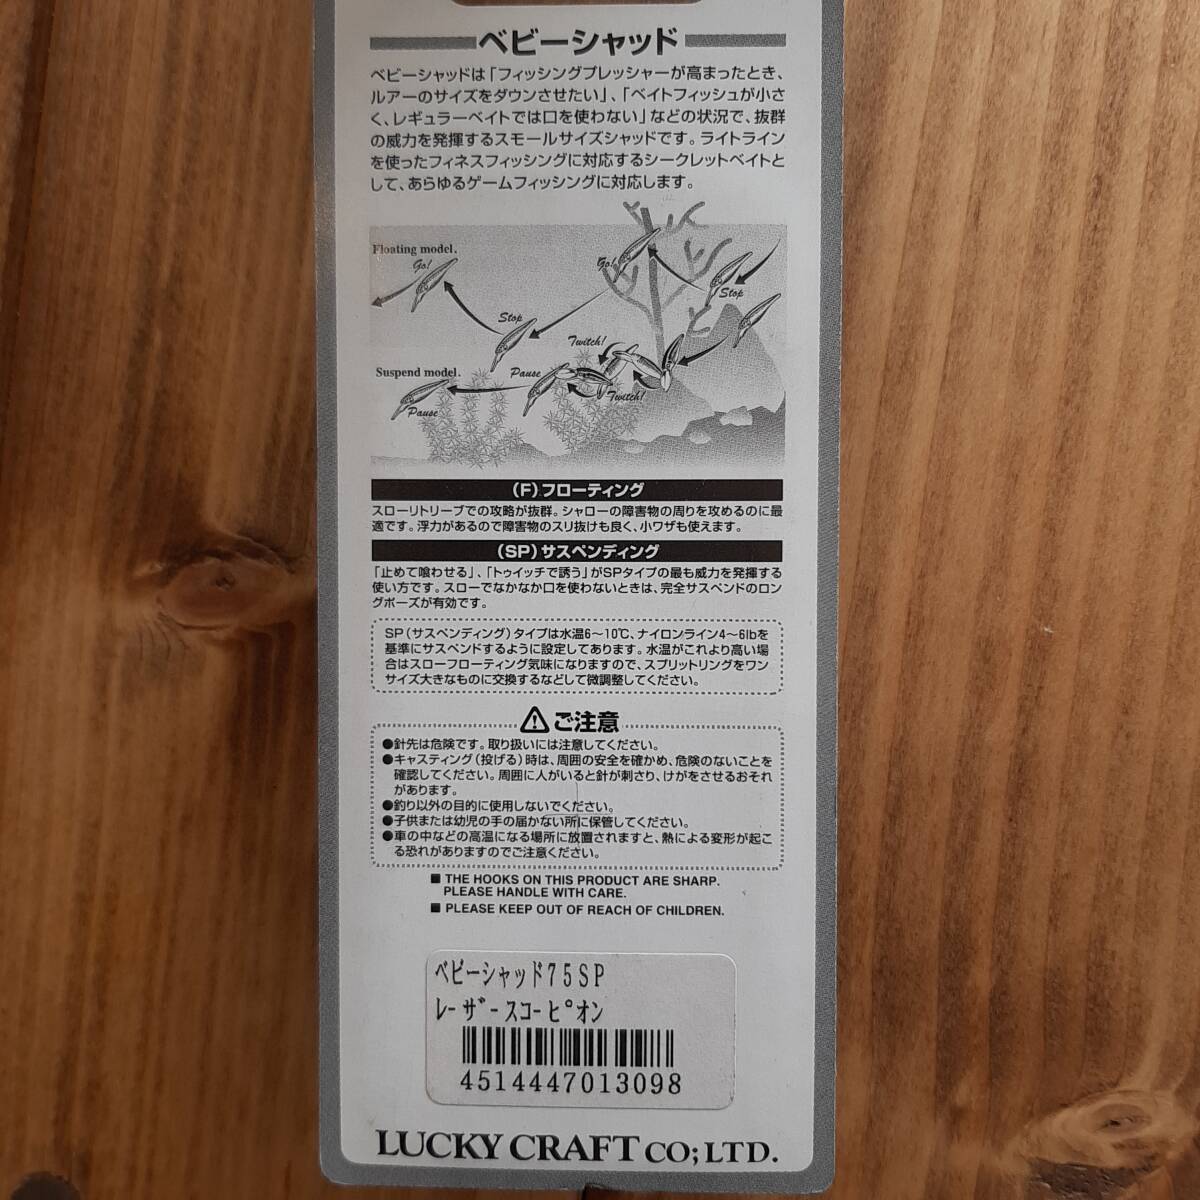 ベビーシャッド
ベビーシャッドは「フィッシングプレッシャーが高まったとき、
ルアーのサイズをダウンさせたい」、「ベイトフィッシュが小さ
く、レギュラーベイトでは口を使わない」などの状況で、抜群
の威力を発揮するスモールサイズシャッドです。ライトライン
を使ったフィネスフィッシングに対応するシークレットベイトと
して、あらゆるゲームフィッシングに対応します。
Floating model.
Go!
Go!
Stop
Stop
Twitch!
Suspend model.
Pause
Twitch!
Pause
(F)フローティング
スローリトリーブでの攻略が抜群。シャローの障害物の周りを攻めるのに最
適です。浮力があるので障害物のスリ抜けも良く、小ワザも使えます。
(SP)サスペンディング
「止めて喰わせる」、「トゥイッチで誘う」がSPタイプの最も威力を発揮する
使い方です。スローでなかなか口を使わないときは、完全サスペンドのロン
グポーズが有効です。
SP(サスペンディング)タイプは水温6〜10℃、ナイロンライン4〜6lbを
基準にサスペンドするように設定してあります。水温がこれより高い場
合はスローフローティング気味になりますので、スプリットリングをワン
サイズ大きなものに交換するなどして微調整してください。
⚠ご注意
●針先は危険です。取り扱いには注意してください。
●キャスティング(投げる)時は、周囲の安全を確かめ、危険のないことを
確認してください。周囲に人がいると針が刺さり、けがをさせるおそれ
があります。
●釣り以外の目的に使用しないでください。
●子供または幼児の手の届かない所に保管してください。
●車の中などの高温になる場所に放置されますと、熱による変形が起こ
る恐れがありますのでご注意ください。
■ THE HOOKS ON THIS PRODUCT ARE SHARP.
PLEASE HANDLE WITH CARE.
■ PLEASE KEEP OUT OF REACH OF CHILDREN.
ベビーシャッド75SP
レーザースコーピオン
4514447013098
LUCKY CRAFT CO;LTD.